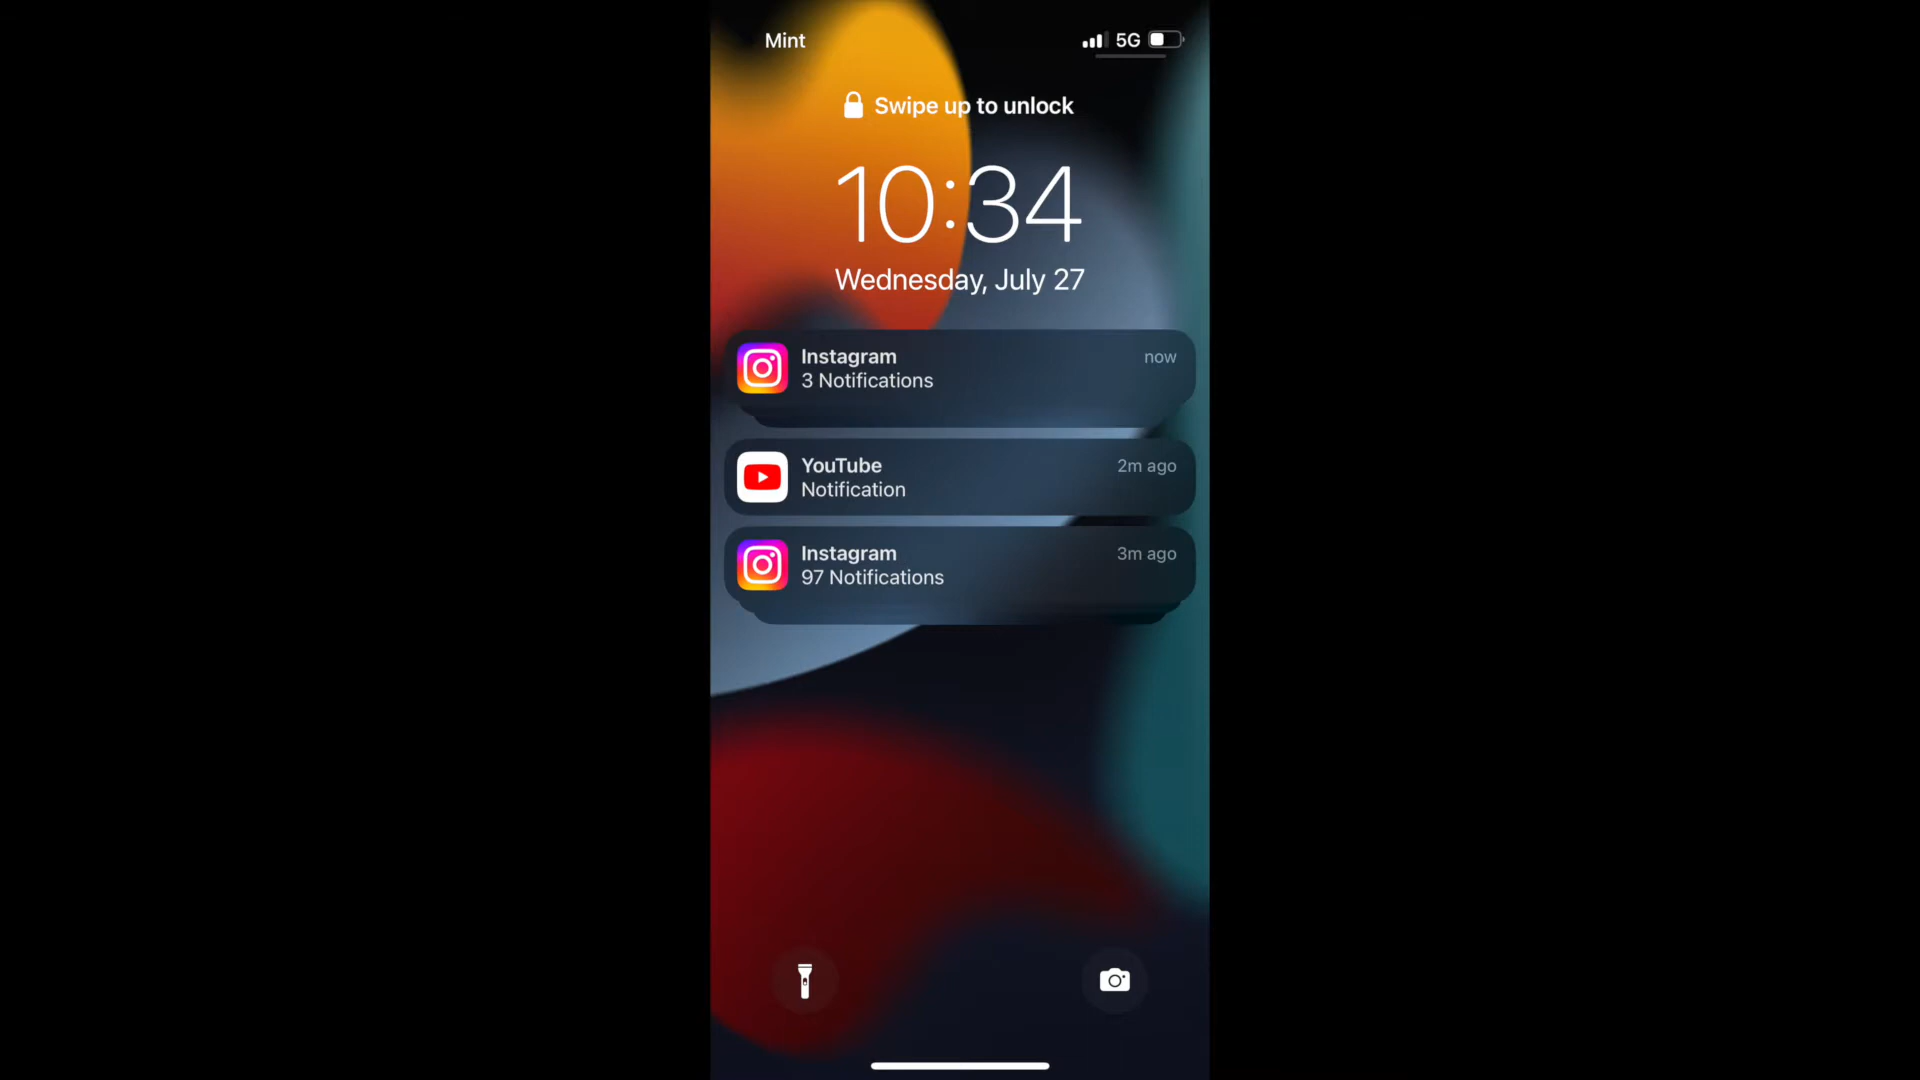 Mint 5G
Swipe up to unlock
10:34
Wednesday, July 27
Instagram now
3 Notifications
YouTube 2m ago
Notification
Instagram 3m ago
97 Notifications